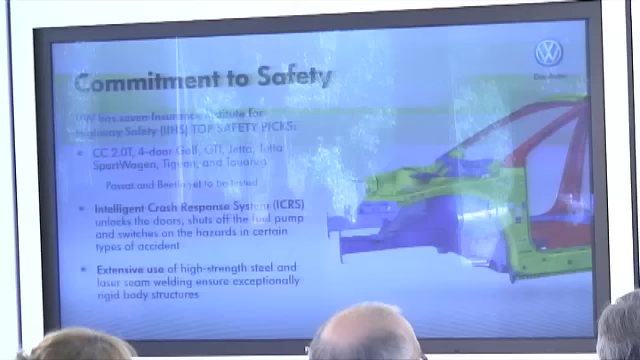 Commitment to Safety
VW has seven Insurance Institute for
Highway Safety (IIHS) TOP SAFETY PICKS:
• CC 2.0T, 4-door Golf, GTI, Jetta, Jetta
SportWagen, Tiguan, and Touareg
Passat and Beetle yet to be tested
• Intelligent Crash Response System (ICRS)
unlocks the doors, shuts off the fuel pump
and switches on the hazards in certain
types of accident
• Extensive use of high-strength steel and
laser seam welding ensure exceptionally
rigid body structures
Das Auto.